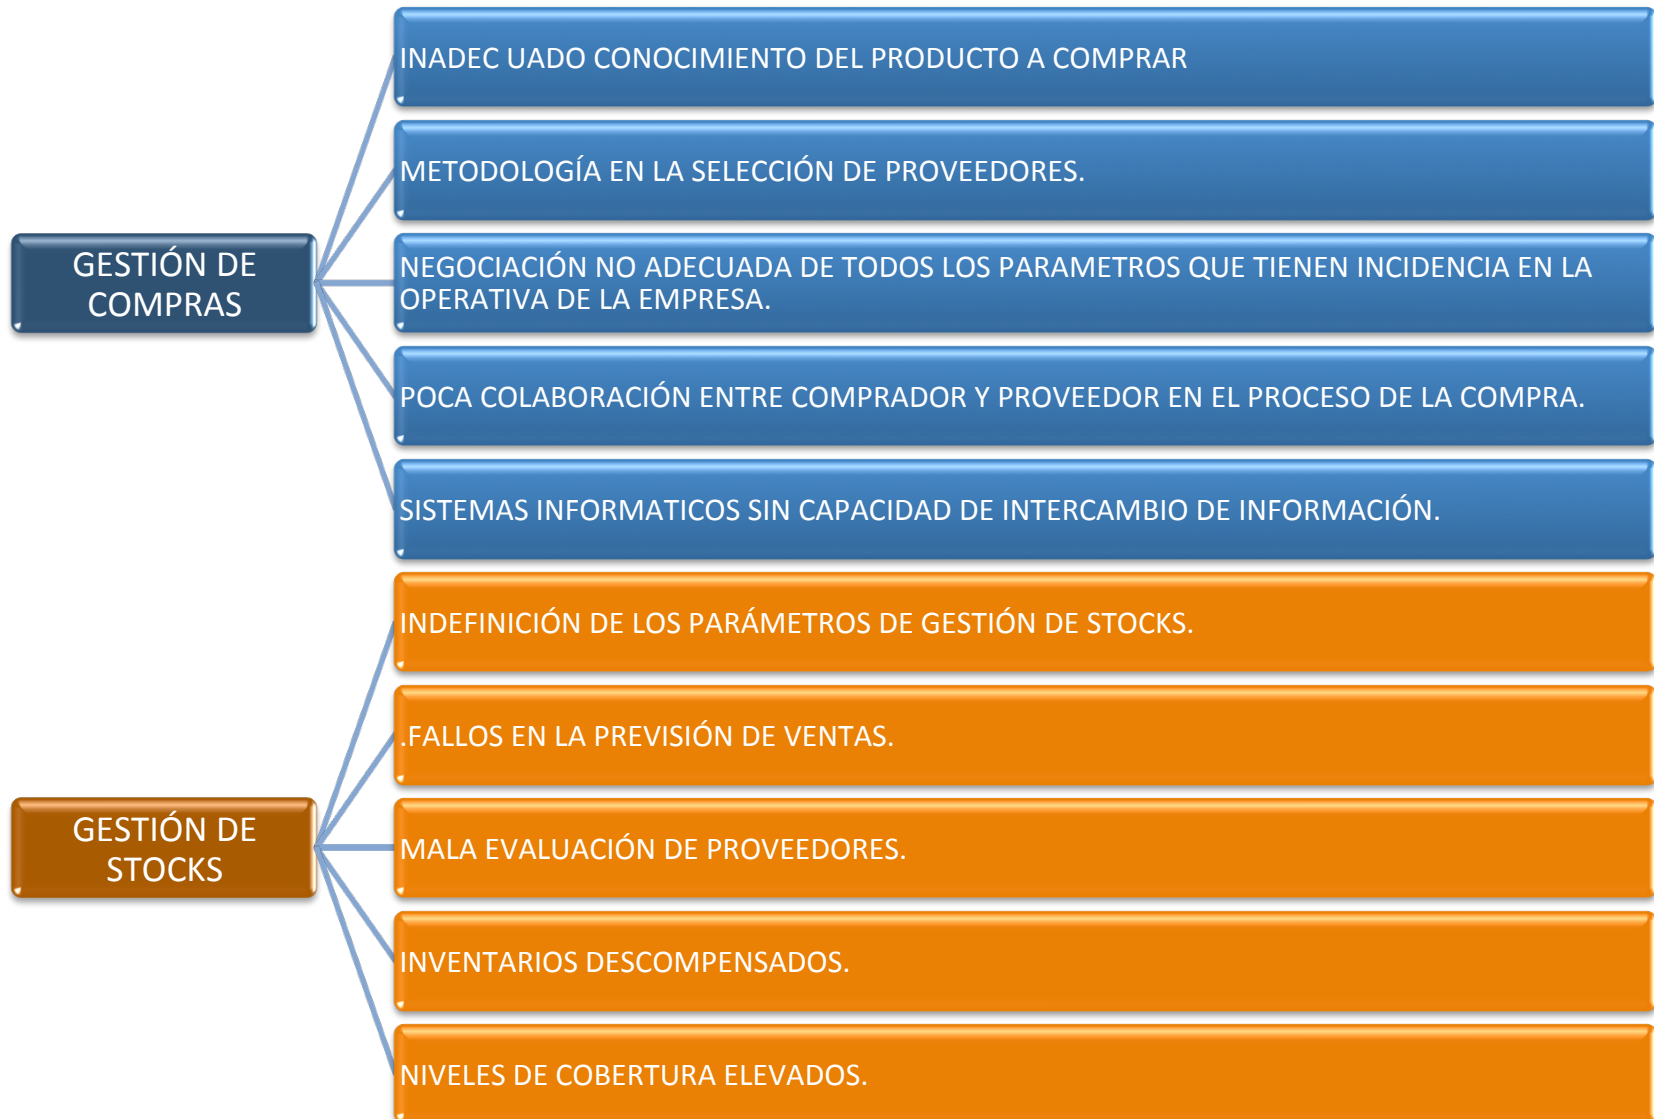 INADEC UADO CONOCIMIENTO DEL PRODUCTO A COMPRAR
METODOLOGÍA EN LA SELECCIÓN DE PROVEEDORES.
GESTIÓN DE
COMPRAS
NEGOCIACIÓN NO ADECUADA DE TODOS LOS PARAMETROS QUE TIENEN INCIDENCIA EN LA
OPERATIVA DE LA EMPRESA.
POCA COLABORACIÓN ENTRE COMPRADOR Y PROVEEDOR EN EL PROCESO DE LA COMPRA.
SISTEMAS INFORMATICOS SIN CAPACIDAD DE INTERCAMBIO DE INFORMACIÓN.
INDEFINICIÓN DE LOS PARÁMETROS DE GESTIÓN DE STOCKS.
.FALLOS EN LA PREVISIÓN DE VENTAS.
GESTIÓN DE
STOCKS
MALA EVALUACIÓN DE PROVEEDORES.
INVENTARIOS DESCOMPENSADOS.
NIVELES DE COBERTURA ELEVADOS.